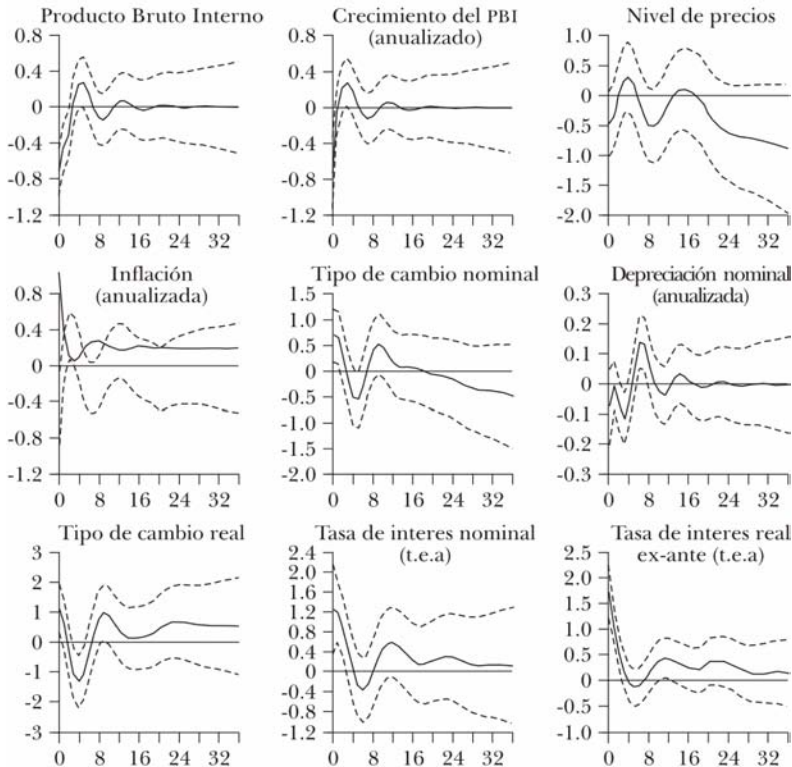 Producto Bruto Interno
0.8
0.4
0
-0.4
-0.8
-1.2
0 8 16 24 32
Crecimiento del PBI
(anualizado)
0.8
0.4
0
-0.4
-0.8
-1.2
0 8 16 24 32
Nivel de precios
1.0
0.5
0
-0.5
-1.0
-1.5
-2.0
0 8 16 24 32
Inflación
(anualizada)
0.8
0.4
0
-0.4
-0.8
-1.2
0 8 16 24 32
Tipo de cambio nominal
1.5
1.0
0.5
0
-0.5
-1.0
-1.5
-2.0
0 8 16 24 32
Depreciación nominal
(anualizada)
0.3
0.2
0.1
0
-0.1
-0.2
-0.3
0 8 16 24 32
Tipo de cambio real
3
2
1
0
-1
-2
-3
0 8 16 24 32
Tasa de interes nominal
(t.e.a)
2.4
2.0
1.6
1.2
0.8
0.4
0
-0.4
-0.8
-1.2
0 8 16 24 32
Tasa de interes real
ex-ante (t.e.a)
2.5
2.0
1.5
1.0
0.5
0
-0.5
-1.0
0 8 16 24 32